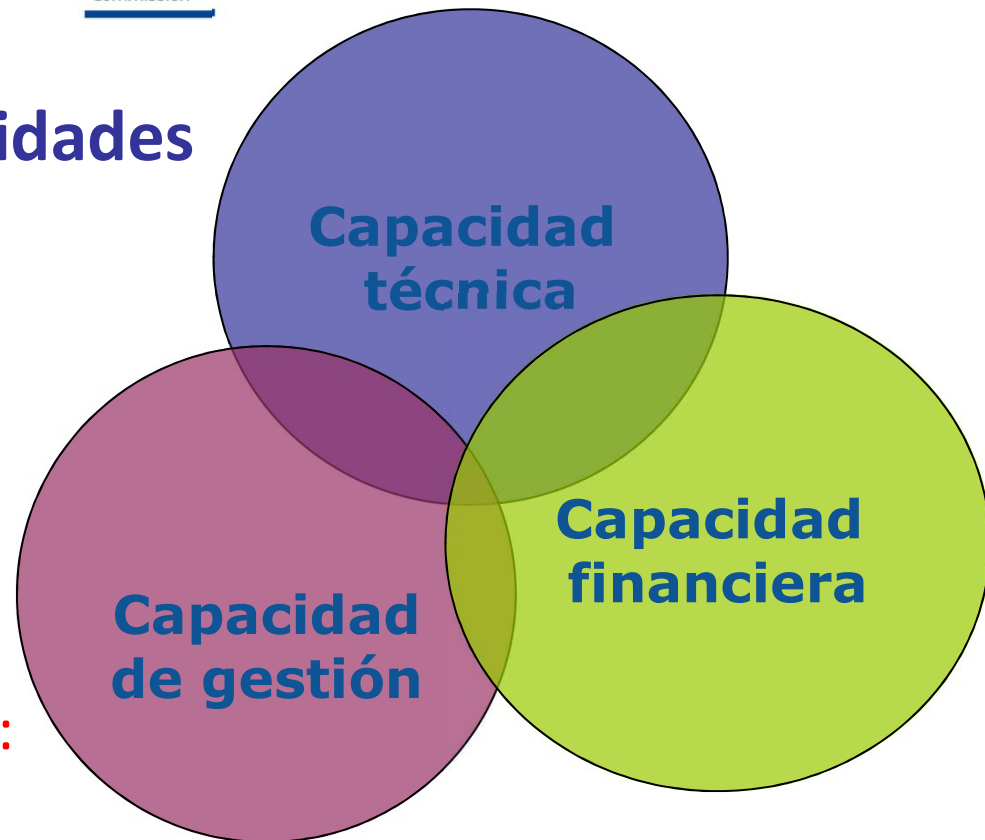 idades
Capacidad
técnica
Capacidad
financiera
Capacidad
de gestión
: